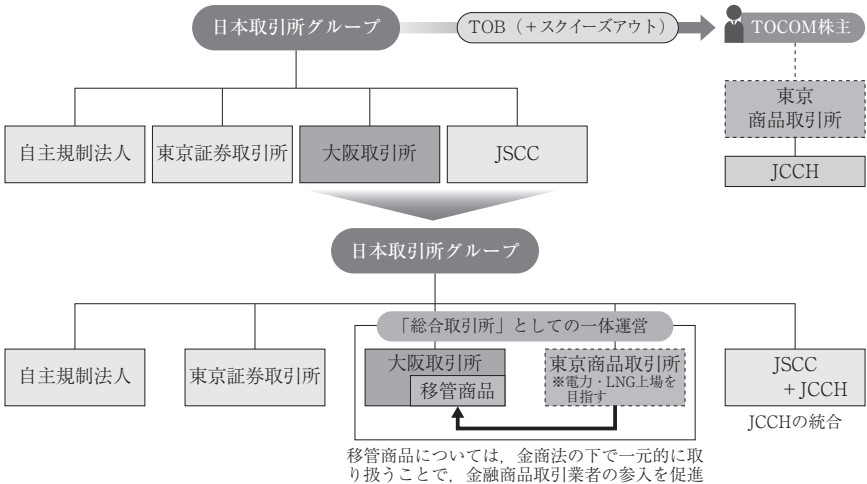 日本取引所グループ
TOB（＋スクイーズアウト）
TOCOM株主
東京
商品取引所
自主規制法人
東京証券取引所
大阪取引所
JSCC
JCCH
日本取引所グループ
「総合取引所」としての一体運営
自主規制法人
東京証券取引所
大阪取引所
移管商品
東京商品取引所
※電力・LNG上場を
目指す
JSCC
＋JCCH
JCCHの統合
移管商品については，金商法の下で一元的に取
り扱うことで，金融商品取引業者の参入を促進